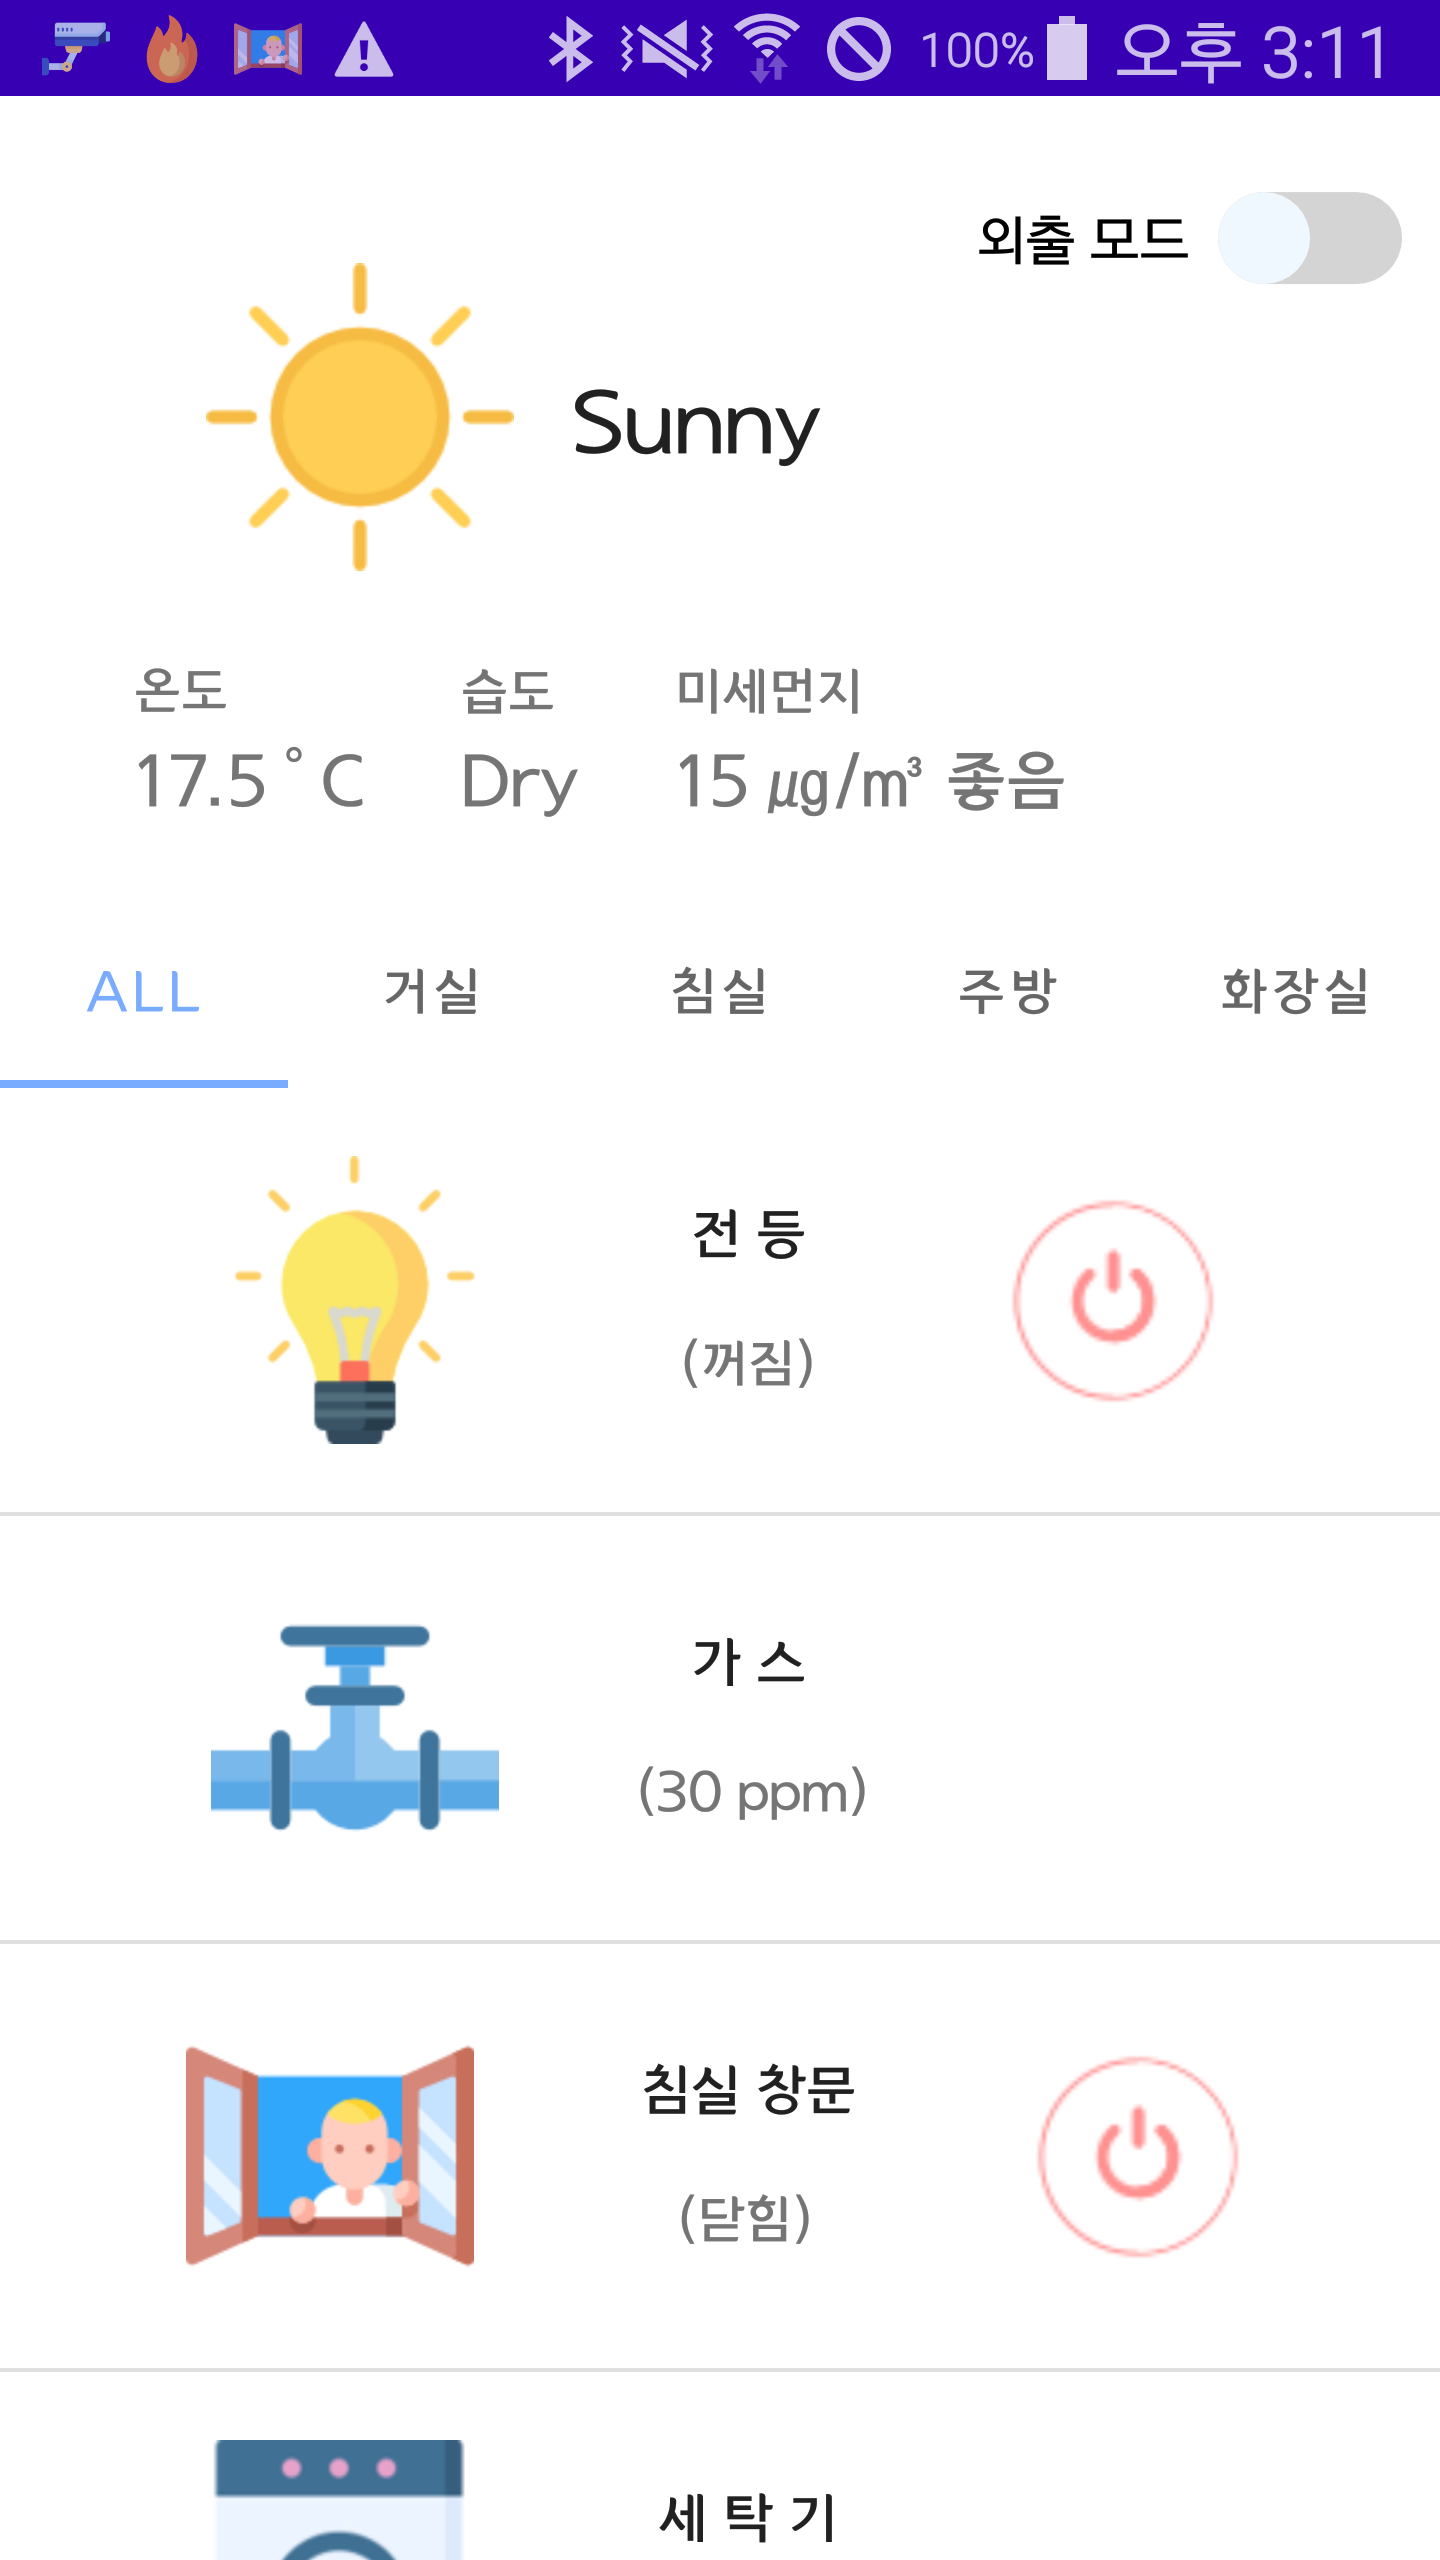 100% 오후 3:11
외출 모드
Sunny
온도 습도 미세먼지
17.5˚C Dry 15 ㎍/m³ 좋음
ALL 거실 침실 주방 화장실
전 등
(꺼짐)
가 스
(30 ppm)
침실 창문
(닫힘)
세 탁 기